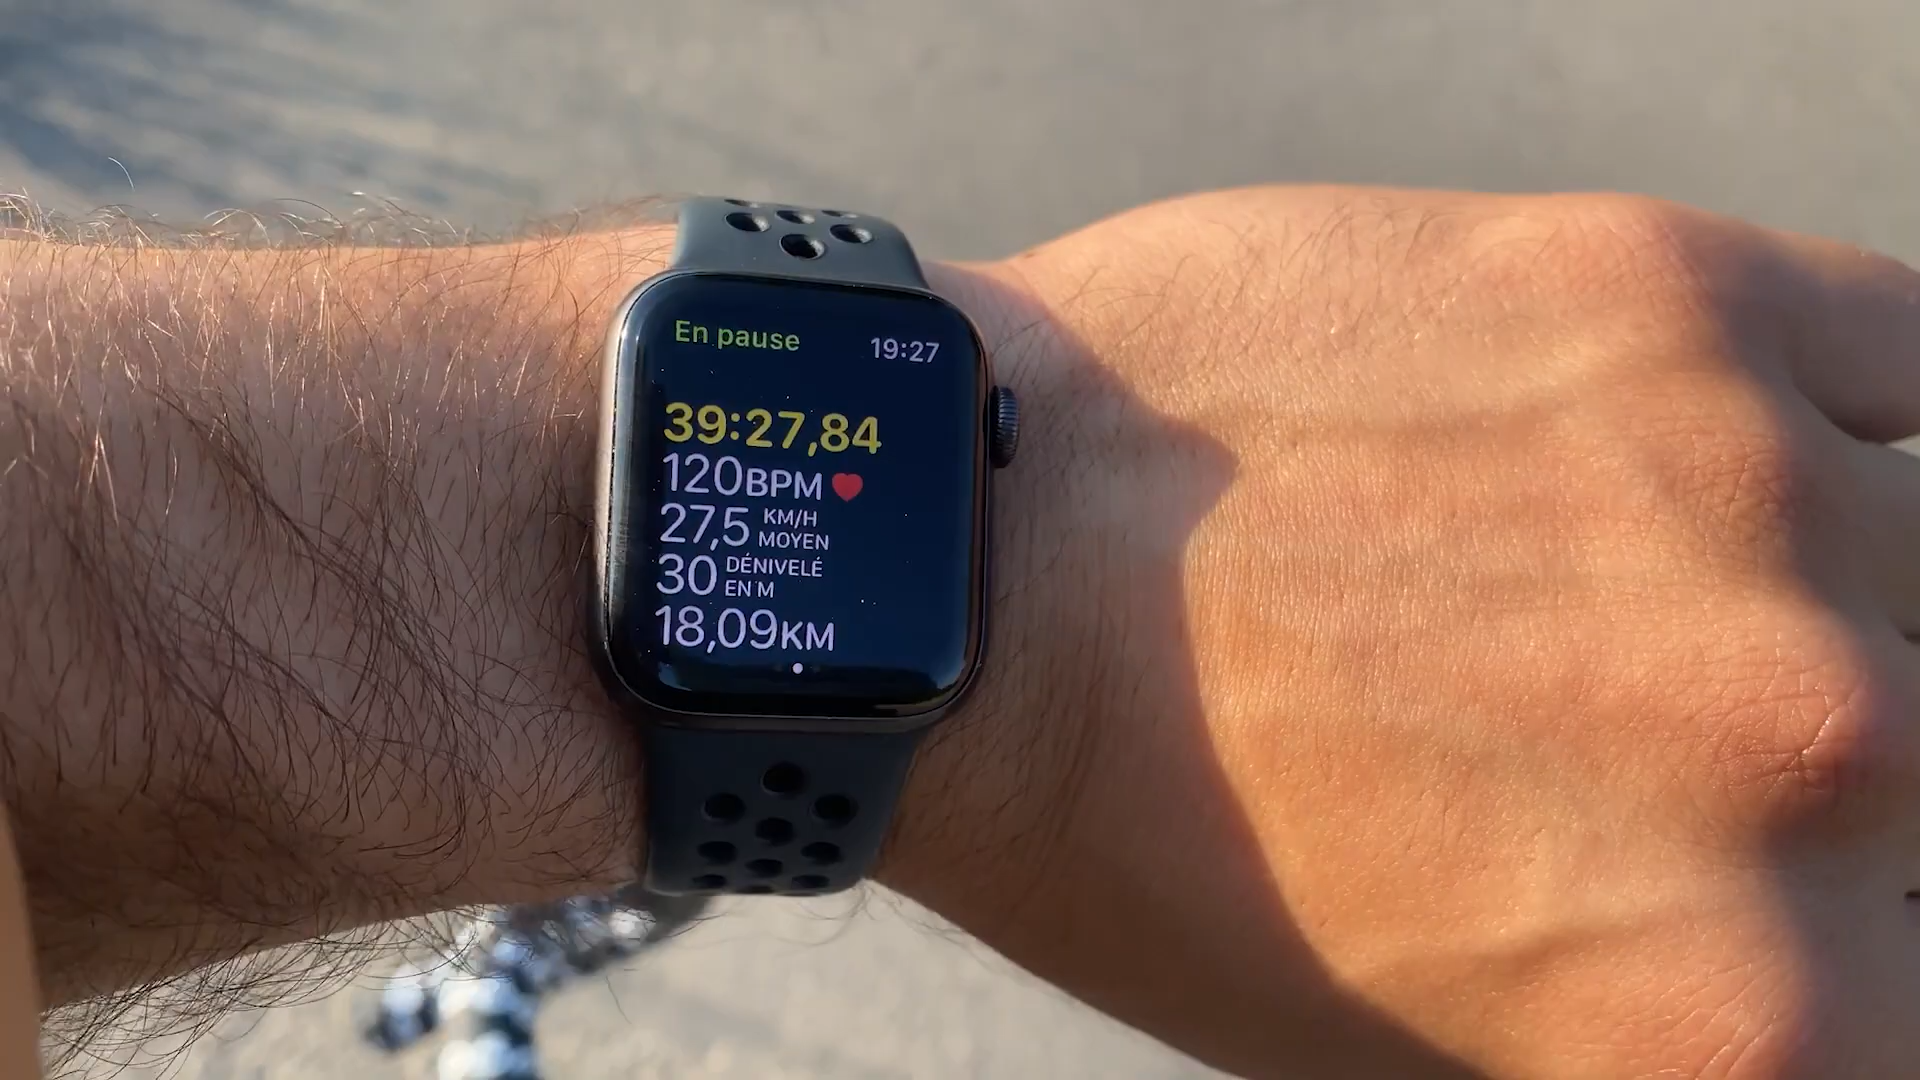 En pause 19:27
39:27,84
120BPM
27,5 KM/H MOYEN
30 DÉNIVELÉ EN M
18,09KM